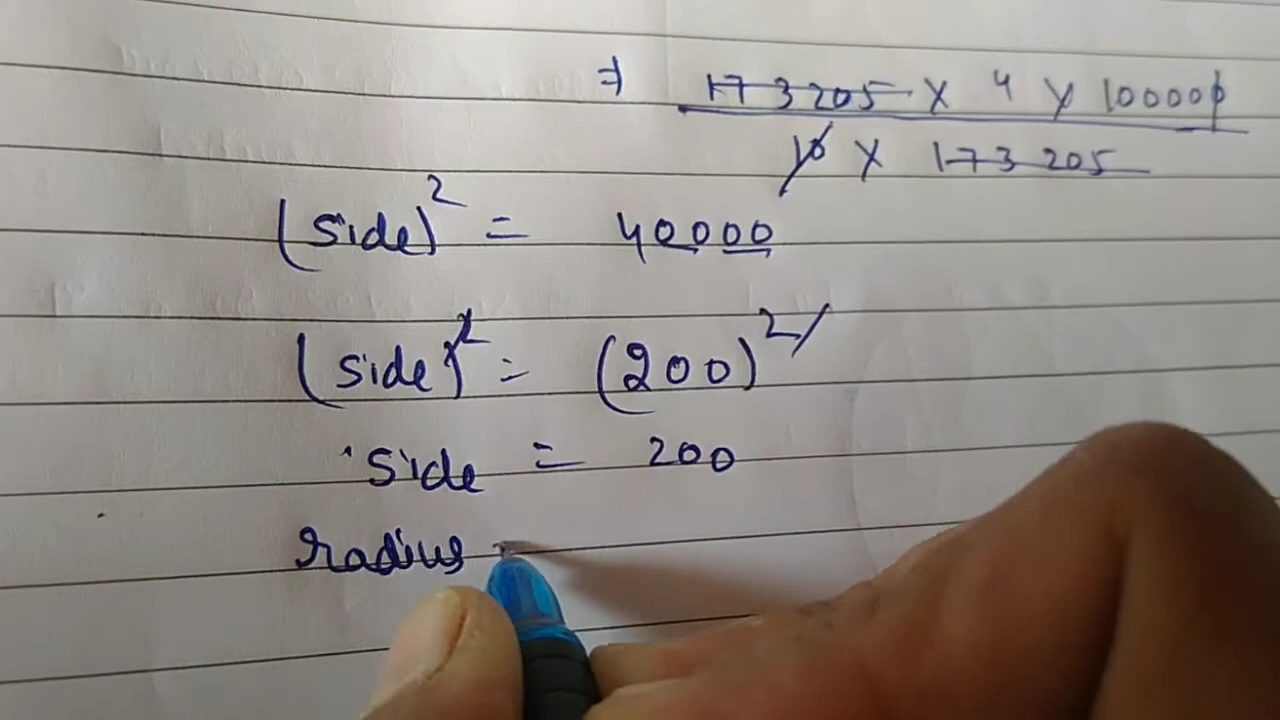 ⇒ 173205 × 4 × 100000
10 × 173205
(side)² = 40000
(side)² = (200)²
side = 200
radius =